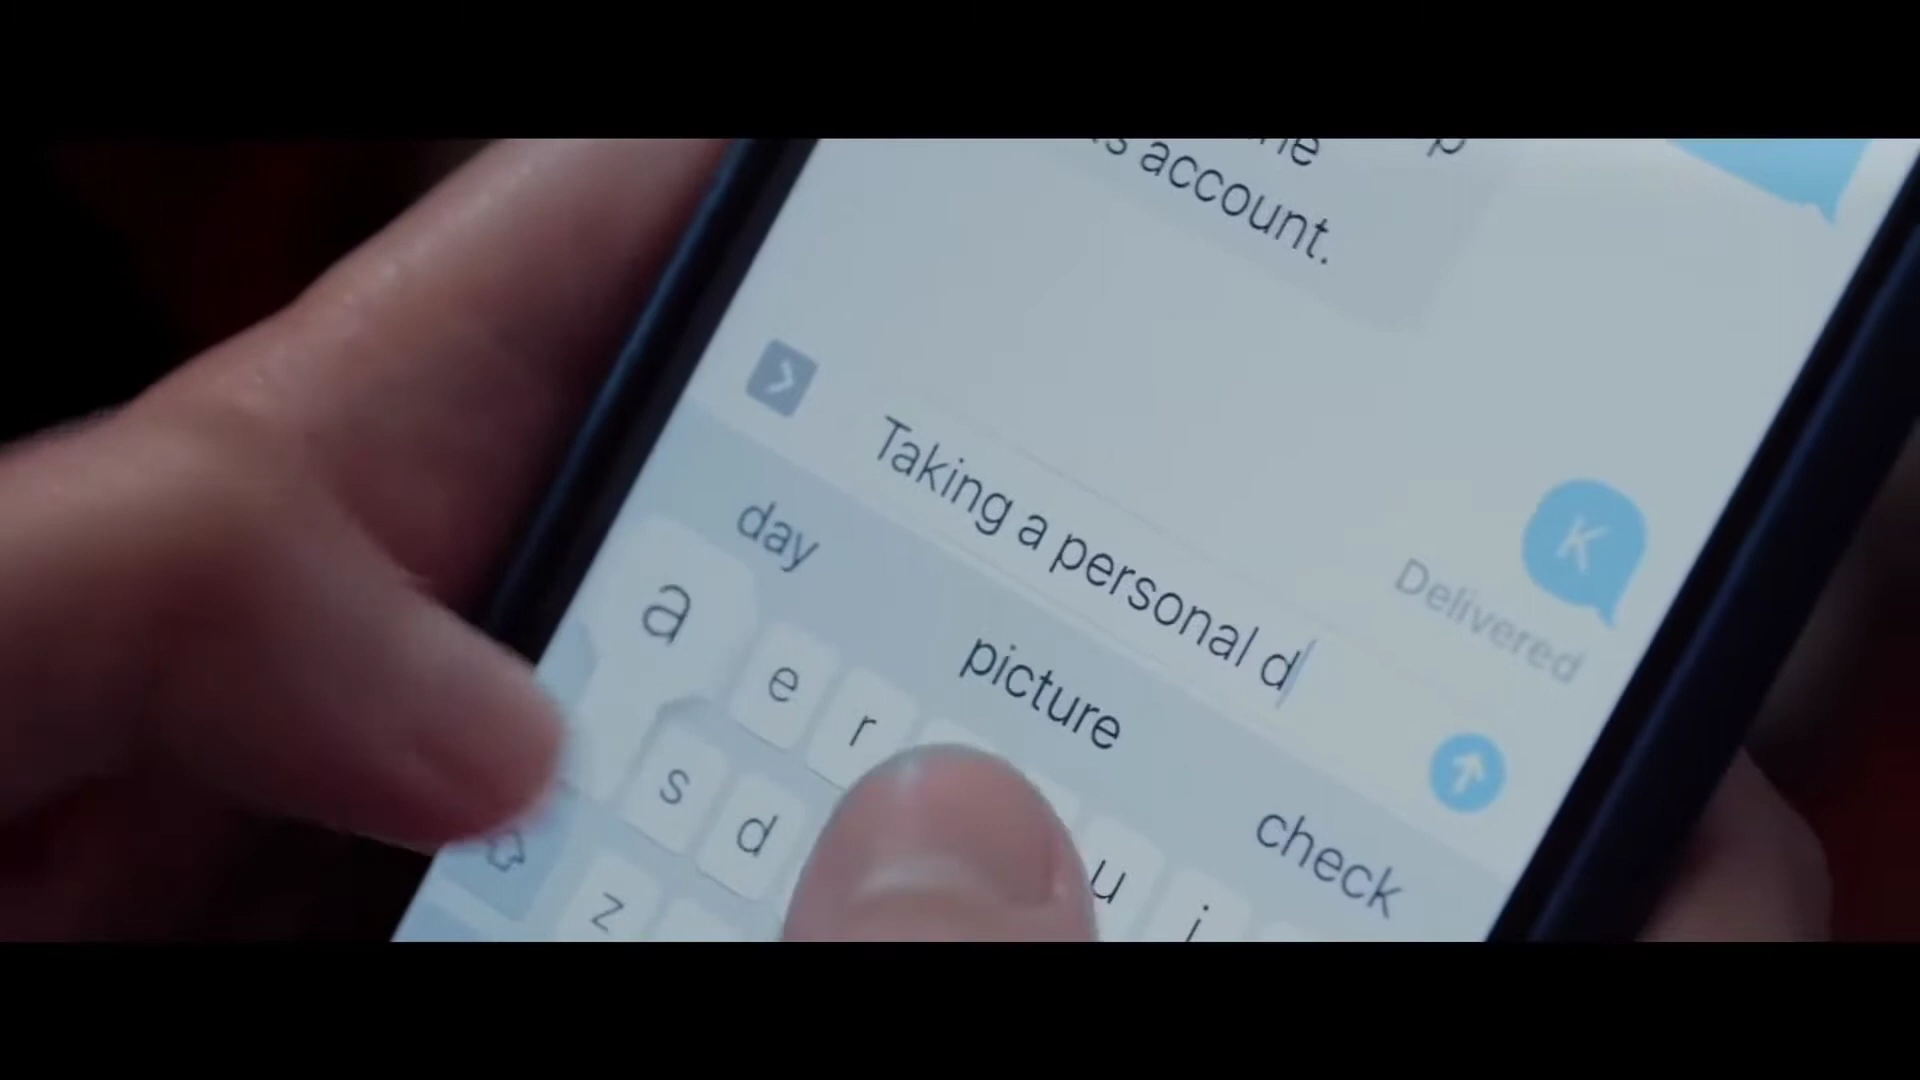 account.
K
Delivered
Taking a personal d
day picture check
a
e r u i
s d
z